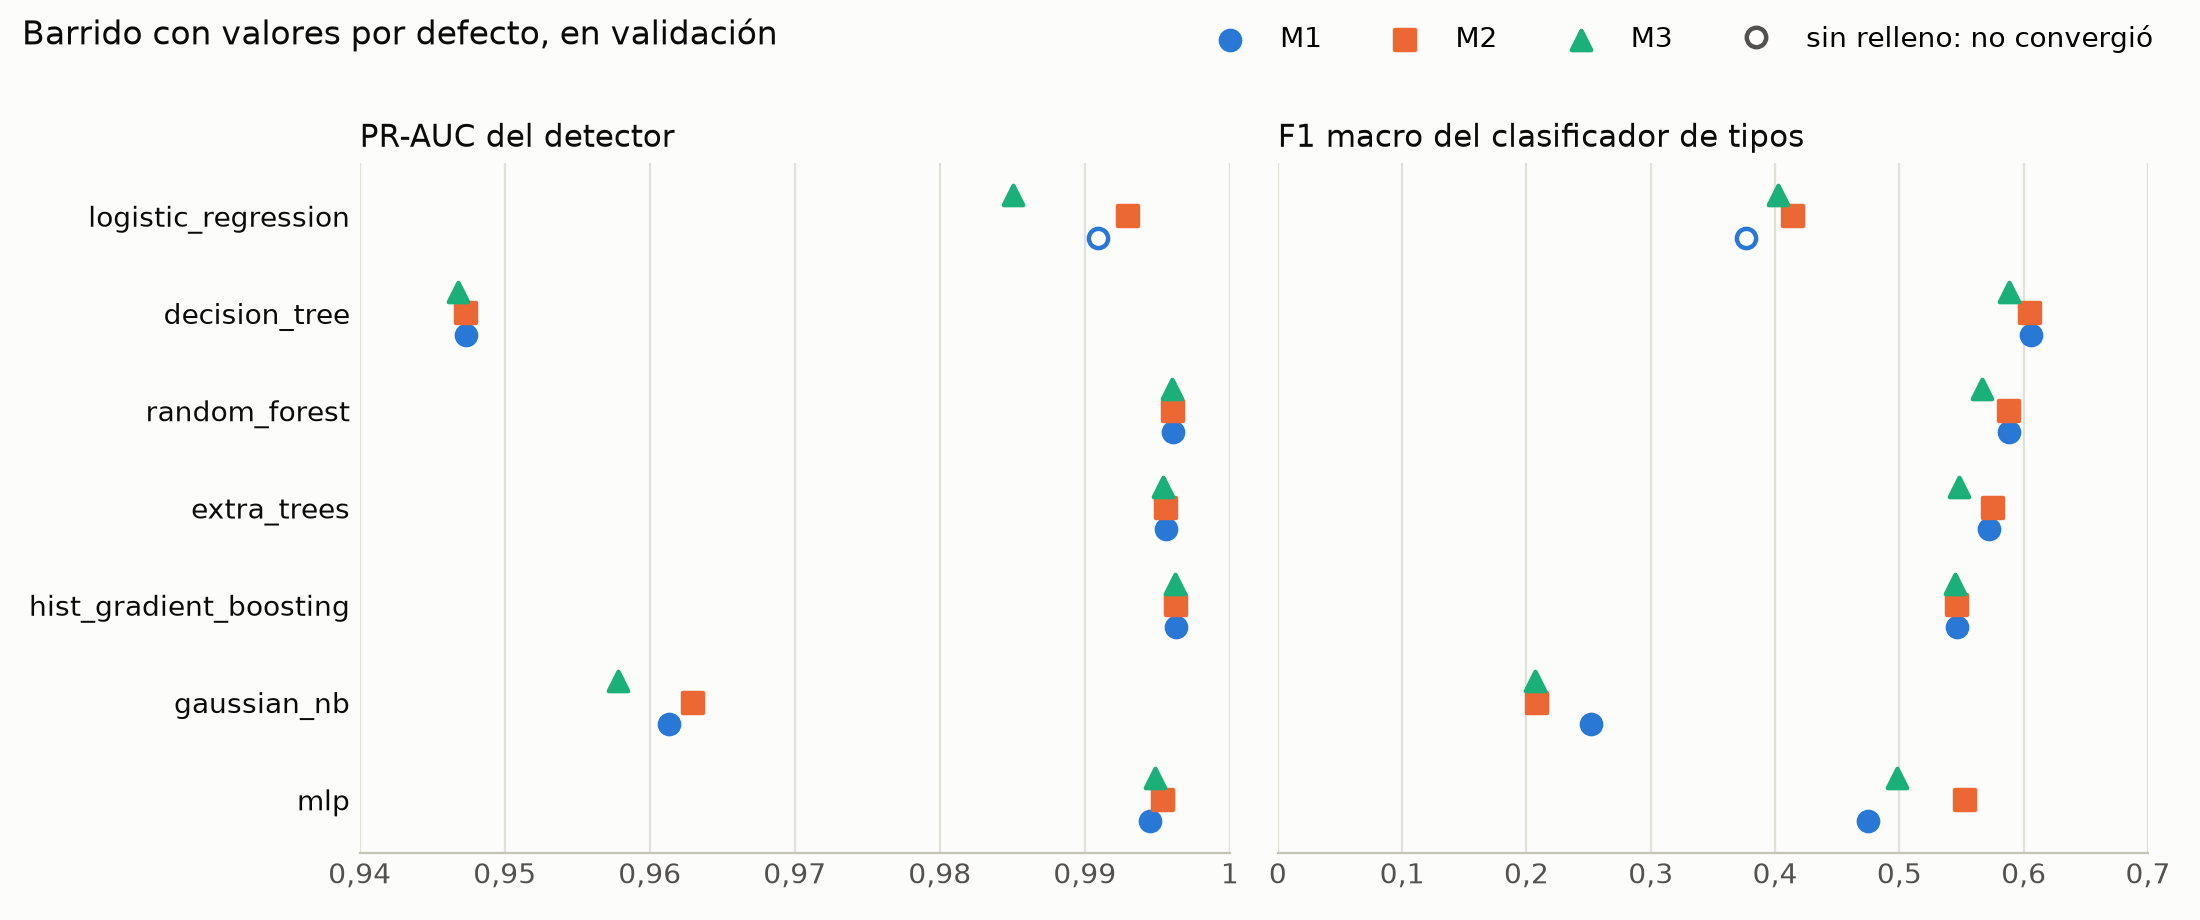 Barrido con valores por defecto, en validación
M1 M2 M3 sin relleno: no convergió
PR-AUC del detector
F1 macro del clasificador de tipos
logistic_regression
decision_tree
random_forest
extra_trees
hist_gradient_boosting
gaussian_nb
mlp
0,94 0,95 0,96 0,97 0,98 0,99 1
0 0,1 0,2 0,3 0,4 0,5 0,6 0,7